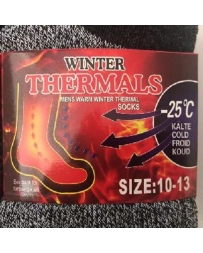 WINTER
THERMALS
MENS WARM WINTER THERMAL
SOCKS
-25°C
KALTE
COLD
FROID
KOUD
SIZE:10-13